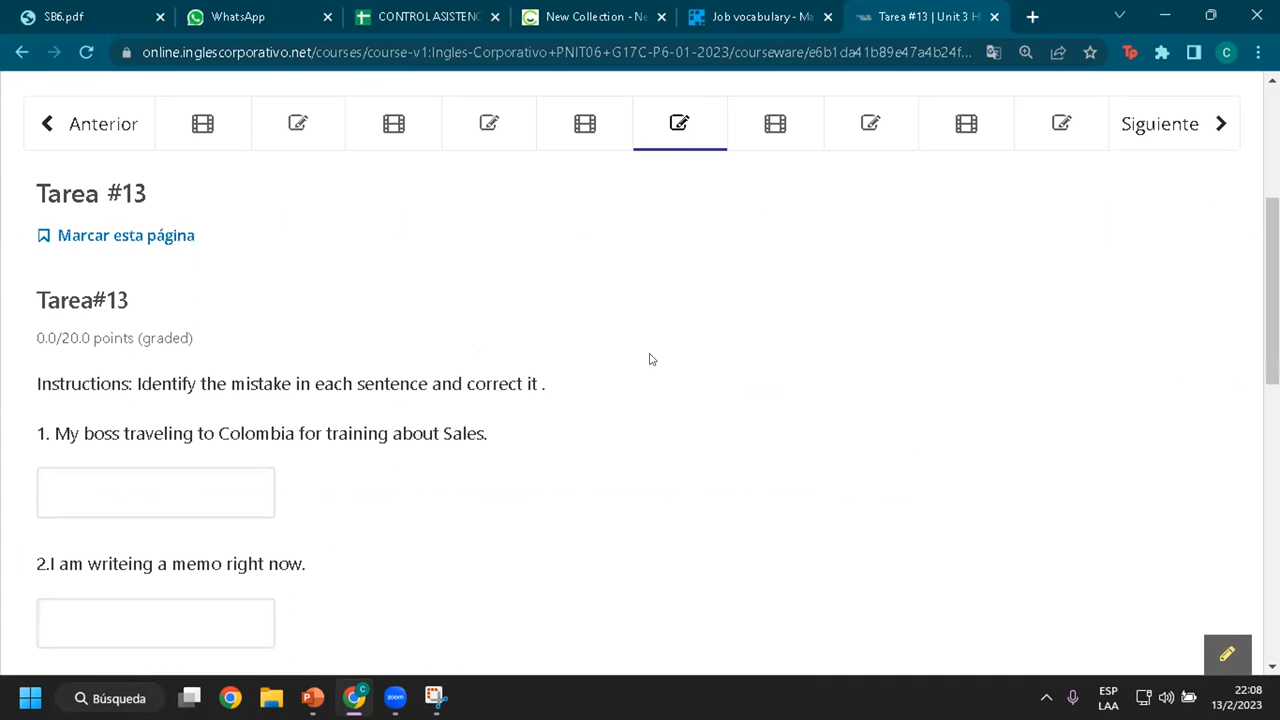 SB6.pdf
WhatsApp
CONTROL ASISTENC
New Collection - Ne
Job vocabulary - Ma
Tarea #13 | Unit 3 H
online.inglescorporativo.net/courses/course-v1:Ingles-Corporativo+PNIT06+G17C-P6-01-2023/courseware/e6b1da41b89e47a4b24f...
C
Anterior
Siguiente
Tarea #13
Marcar esta página
Tarea#13
0.0/20.0 points (graded)
Instructions: Identify the mistake in each sentence and correct it .
1. My boss traveling to Colombia for training about Sales.
2.I am writeing a memo right now.
Búsqueda
ESP
LAA
22:08
13/2/2023